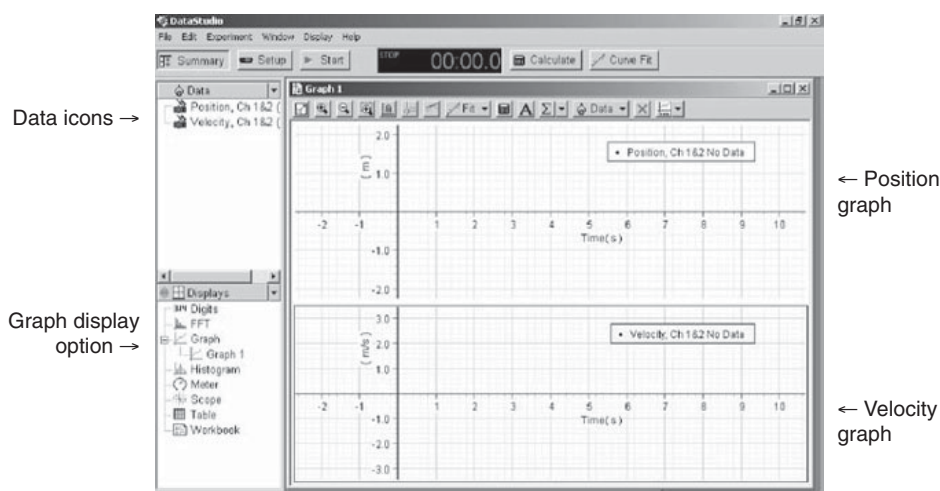 DataStudio
File Edit Experiment Window Display Help
Summary Setup Start STOP 00:00.0 Calculate Curve Fit
Data
Position, Ch 1&2 (
Velocity, Ch 1&2 (
Data icons →
Graph 1
Fit A Σ Data
2.0
1.0
-1.0
-2.0
( m )
Position, Ch 1&2 No Data
-2 -1 1 2 3 4 5 6 7 8 9 10
Time( s )
← Position
graph
Displays
Digits
FFT
Graph
Graph 1
Histogram
Meter
Scope
Table
Workbook
Graph display
option →
3.0
2.0
1.0
-1.0
-2.0
-3.0
( m/s )
Velocity, Ch 1&2 No Data
-2 -1 1 2 3 4 5 6 7 8 9 10
Time( s )
← Velocity
graph